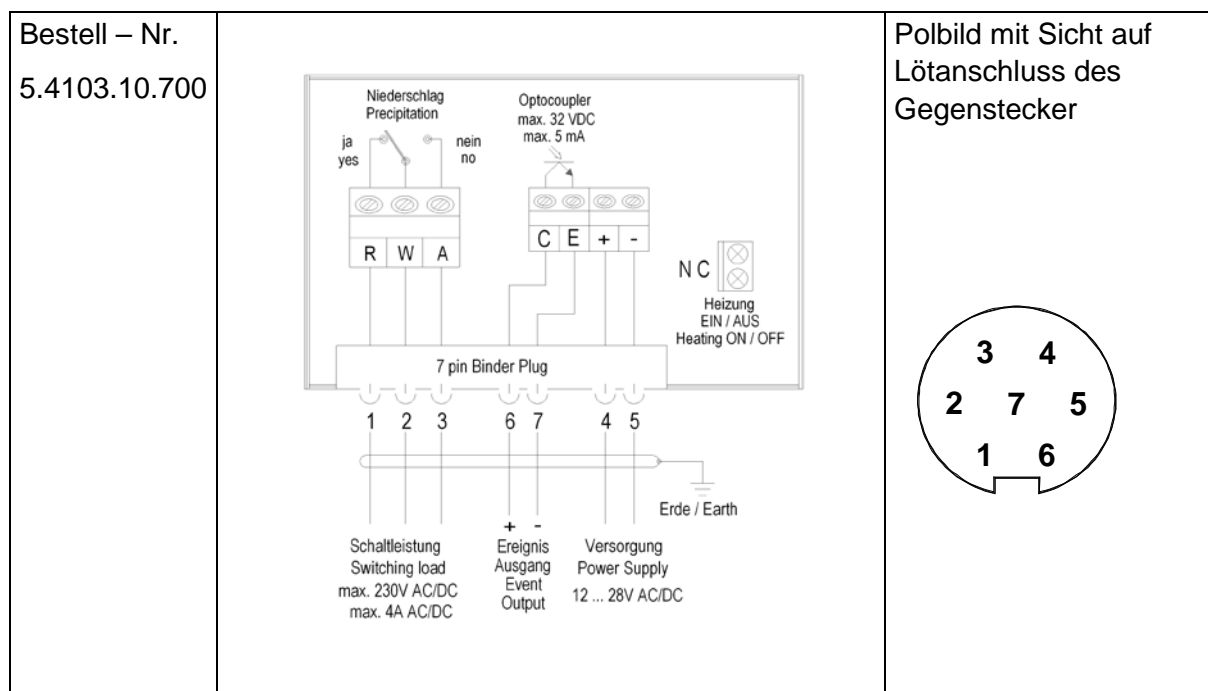 Bestell – Nr.
5.4103.10.700
Niederschlag
Precipitation
ja
yes
nein
no
Optocoupler
max. 32 VDC
max. 5 mA
R W A
C E + -
N C
Heizung
EIN / AUS
Heating ON / OFF
7 pin Binder Plug
1 2 3 6 7 4 5
Erde / Earth
+ -
Schaltleistung
Switching load
max. 230V AC/DC
max. 4A AC/DC
Ereignis
Ausgang
Event
Output
Versorgung
Power Supply
12 ... 28V AC/DC
Polbild mit Sicht auf
Lötanschluss des
Gegenstecker
3 4
2 7 5
1 6